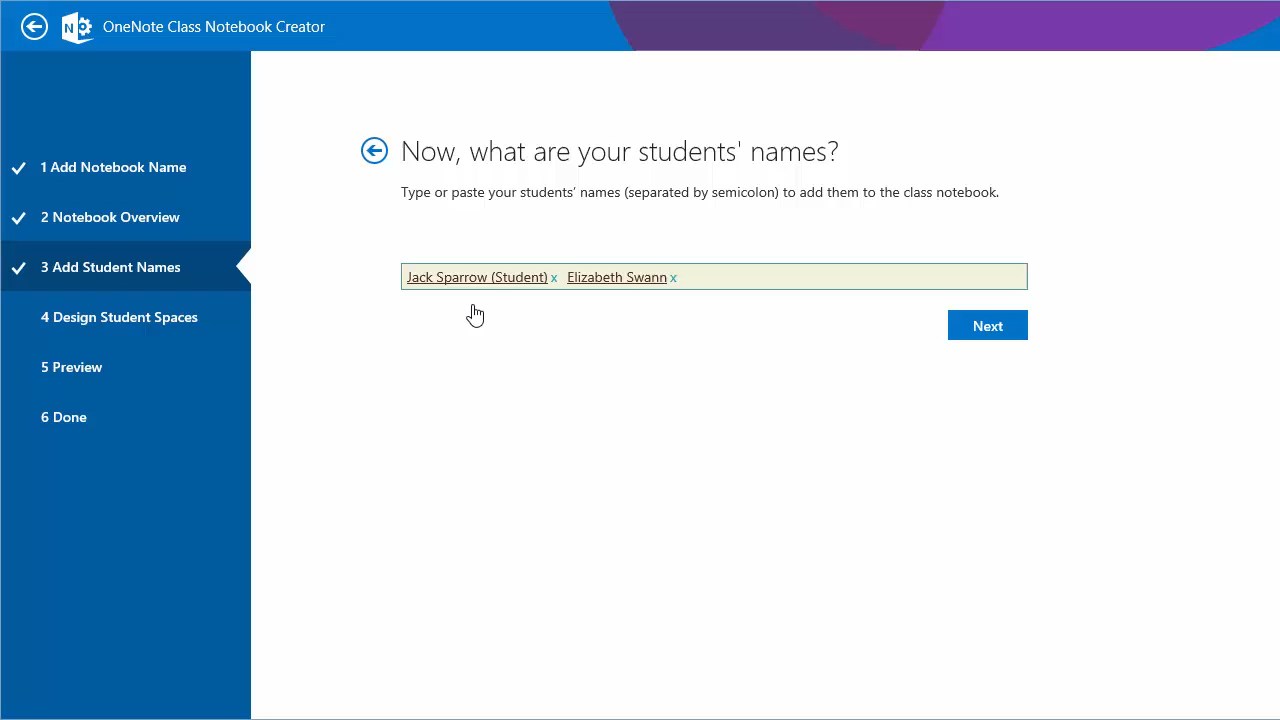 OneNote Class Notebook Creator
1 Add Notebook Name
2 Notebook Overview
3 Add Student Names
4 Design Student Spaces
5 Preview
6 Done
Now, what are your students' names?
Type or paste your students' names (separated by semicolon) to add them to the class notebook.
Jack Sparrow (Student) x Elizabeth Swann x
Next